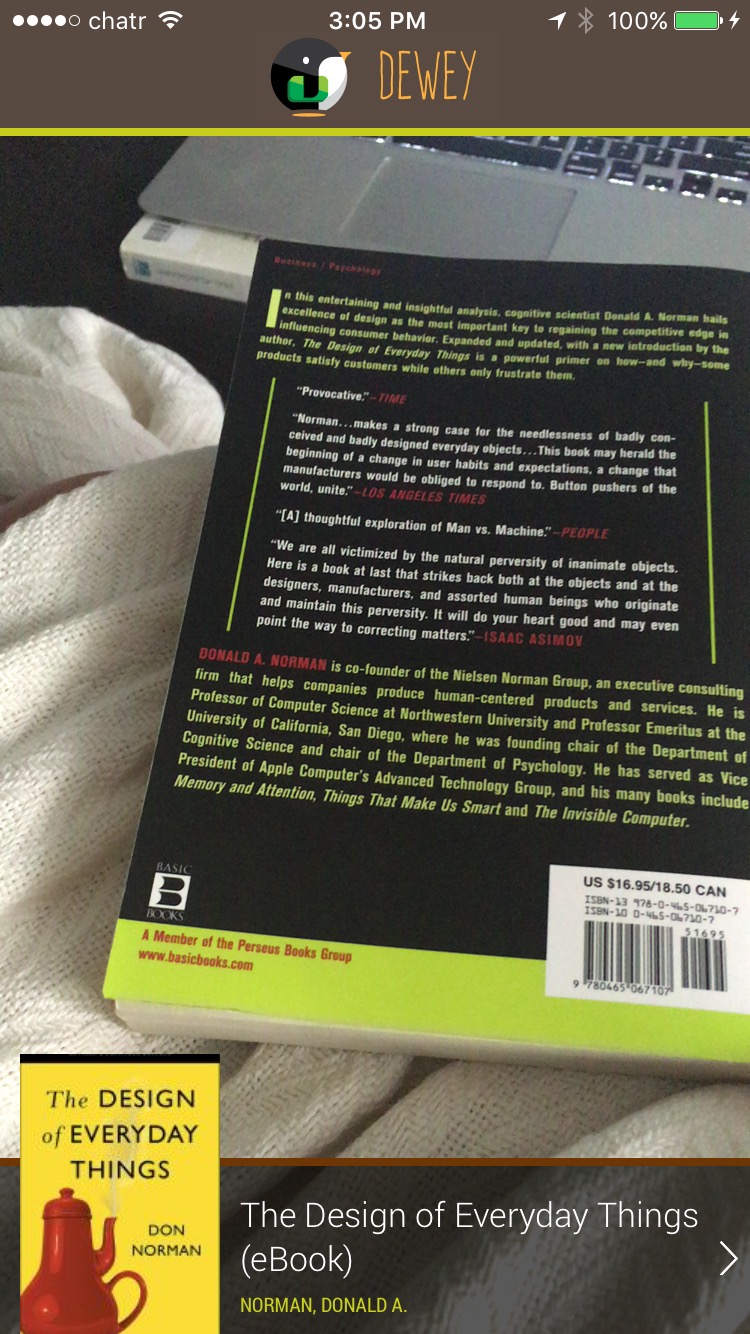 chatr
3:05 PM
100%
DEWEY
Business / Psychology
In this entertaining and insightful analysis, cognitive scientist Donald A. Norman hails
excellence of design as the most important key to regaining the competitive edge in
influencing consumer behavior. Expanded and updated, with a new introduction by the
author, The Design of Everyday Things is a powerful primer on how—and why—some
products satisfy customers while others only frustrate them.
“Provocative.”—TIME
“Norman...makes a strong case for the needlessness of badly con-
ceived and badly designed everyday objects...This book may herald the
beginning of a change in user habits and expectations, a change that
manufacturers would be obliged to respond to. Button pushers of the
world, unite.”—LOS ANGELES TIMES
“[A] thoughtful exploration of Man vs. Machine.”—PEOPLE
“We are all victimized by the natural perversity of inanimate objects.
Here is a book at last that strikes back both at the objects and at the
designers, manufacturers, and assorted human beings who originate
and maintain this perversity. It will do your heart good and may even
point the way to correcting matters.”—ISAAC ASIMOV
DONALD A. NORMAN is co-founder of the Nielsen Norman Group, an executive consulting
firm that helps companies produce human-centered products and services. He is
Professor of Computer Science at Northwestern University and Professor Emeritus at the
University of California, San Diego, where he was founding chair of the Department of
Cognitive Science and chair of the Department of Psychology. He has served as Vice
President of Apple Computer’s Advanced Technology Group, and his many books include
Memory and Attention, Things That Make Us Smart and The Invisible Computer.
BASIC
B
BOOKS
A Member of the Perseus Books Group
www.basicbooks.com
US $16.95/18.50 CAN
ISBN-13 978-0-465-06710-7
ISBN-10 0-465-06710-7
51695
9 780465 067107
The DESIGN
of EVERYDAY
THINGS
DON
NORMAN
The Design of Everyday Things
(eBook)
NORMAN, DONALD A.